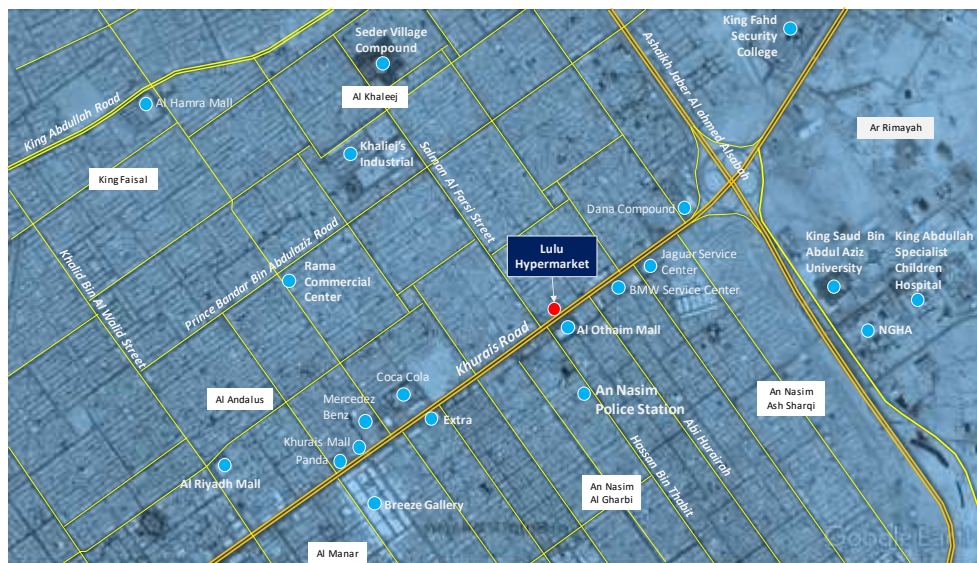 King Fahd
Security
College
Seder Village
Compound
Ashaikh Jaber Al ahmed Alsabah
Al Khaleej
Al Hamra Mall
King Abdullah Road
Ar Rimayah
Khaliej's
Industrial
Salman Al Farsi Street
King Faisal
Dana Compound
Prince Bandar Bin Abdulaziz Road
Lulu
Hypermarket
King Saud Bin
Abdul Aziz
University
King Abdullah
Specialist
Children
Hospital
Jaguar Service
Center
Rama
Commercial
Center
BMW Service Center
Khalid Bin Al Walid Street
Al Othaim Mall
NGHA
Khurais Road
Coca Cola
An Nasim
Police Station
An Nasim
Ash Sharqi
Al Andalus
Mercedez
Benz
Extra
Abi Hurairah
Khurais Mall
Panda
Hassan Bin Thabit
Al Riyadh Mall
An Nasim
Al Gharbi
Breeze Gallery
Al Manar
Google Ea